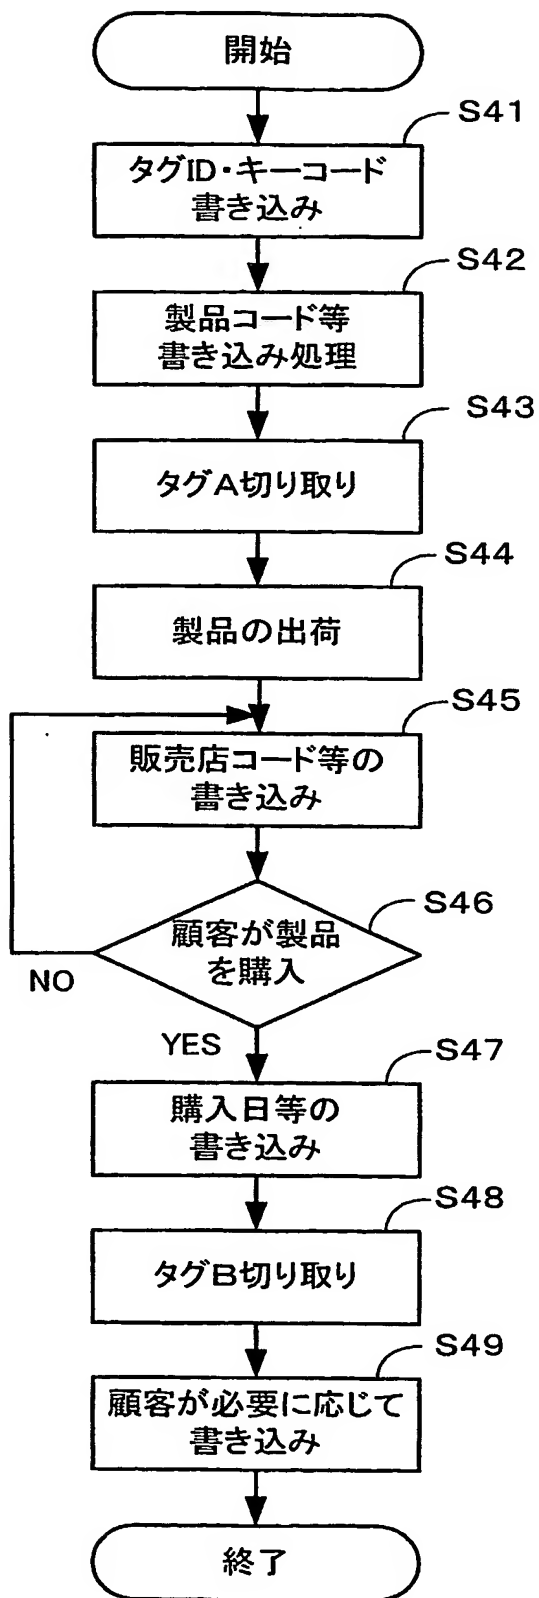 開始
S41
タグID・キーコード
書き込み
S42
製品コード等
書き込み処理
S43
タグA切り取り
S44
製品の出荷
S45
販売店コード等の
書き込み
S46
顧客が製品
を購入
NO
YES
S47
購入日等の
書き込み
S48
タグB切り取り
S49
顧客が必要に応じて
書き込み
終了